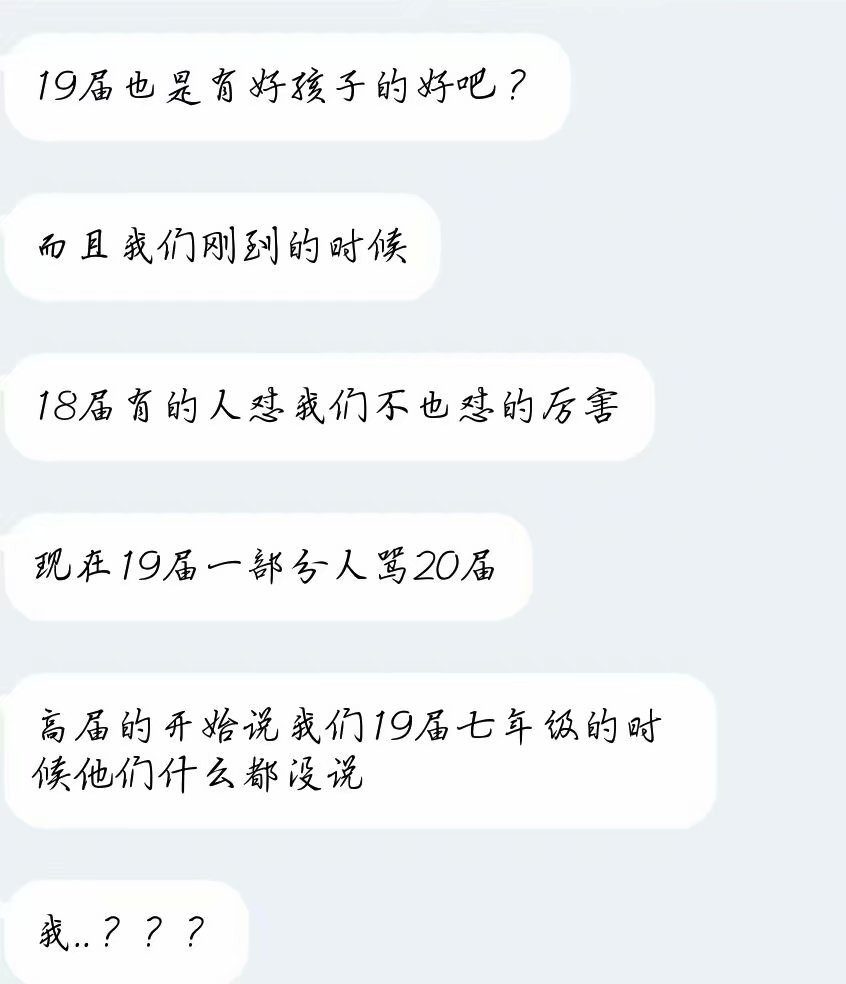 19届也是有好孩子的好吧？
而且我们刚到的时候
18届有的人怼我们不也怼的厉害
现在19届一部分人骂20届
高届的开始说我们19届七年级的时
候他们什么都没说
我..？？？